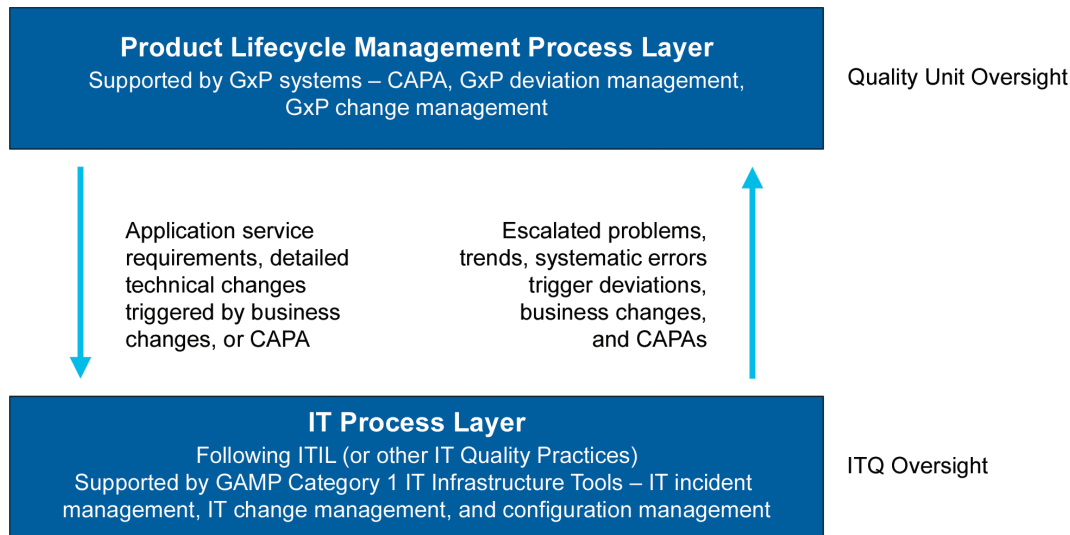 Product Lifecycle Management Process Layer
Supported by GxP systems – CAPA, GxP deviation management,
GxP change management
Quality Unit Oversight
Application service
requirements, detailed
technical changes
triggered by business
changes, or CAPA
Escalated problems,
trends, systematic errors
trigger deviations,
business changes,
and CAPAs
IT Process Layer
Following ITIL (or other IT Quality Practices)
Supported by GAMP Category 1 IT Infrastructure Tools – IT incident
management, IT change management, and configuration management
ITQ Oversight